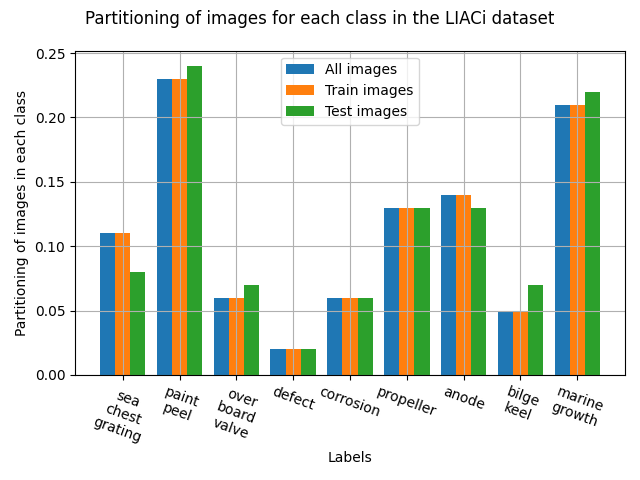 Partitioning of images for each class in the LIACi dataset
All images
Train images
Test images
Partitioning of images in each class
0.25
0.20
0.15
0.10
0.05
0.00
sea
chest
grating
paint
peel
over
board
valve
defect
corrosion
propeller
anode
bilge
keel
marine
growth
Labels